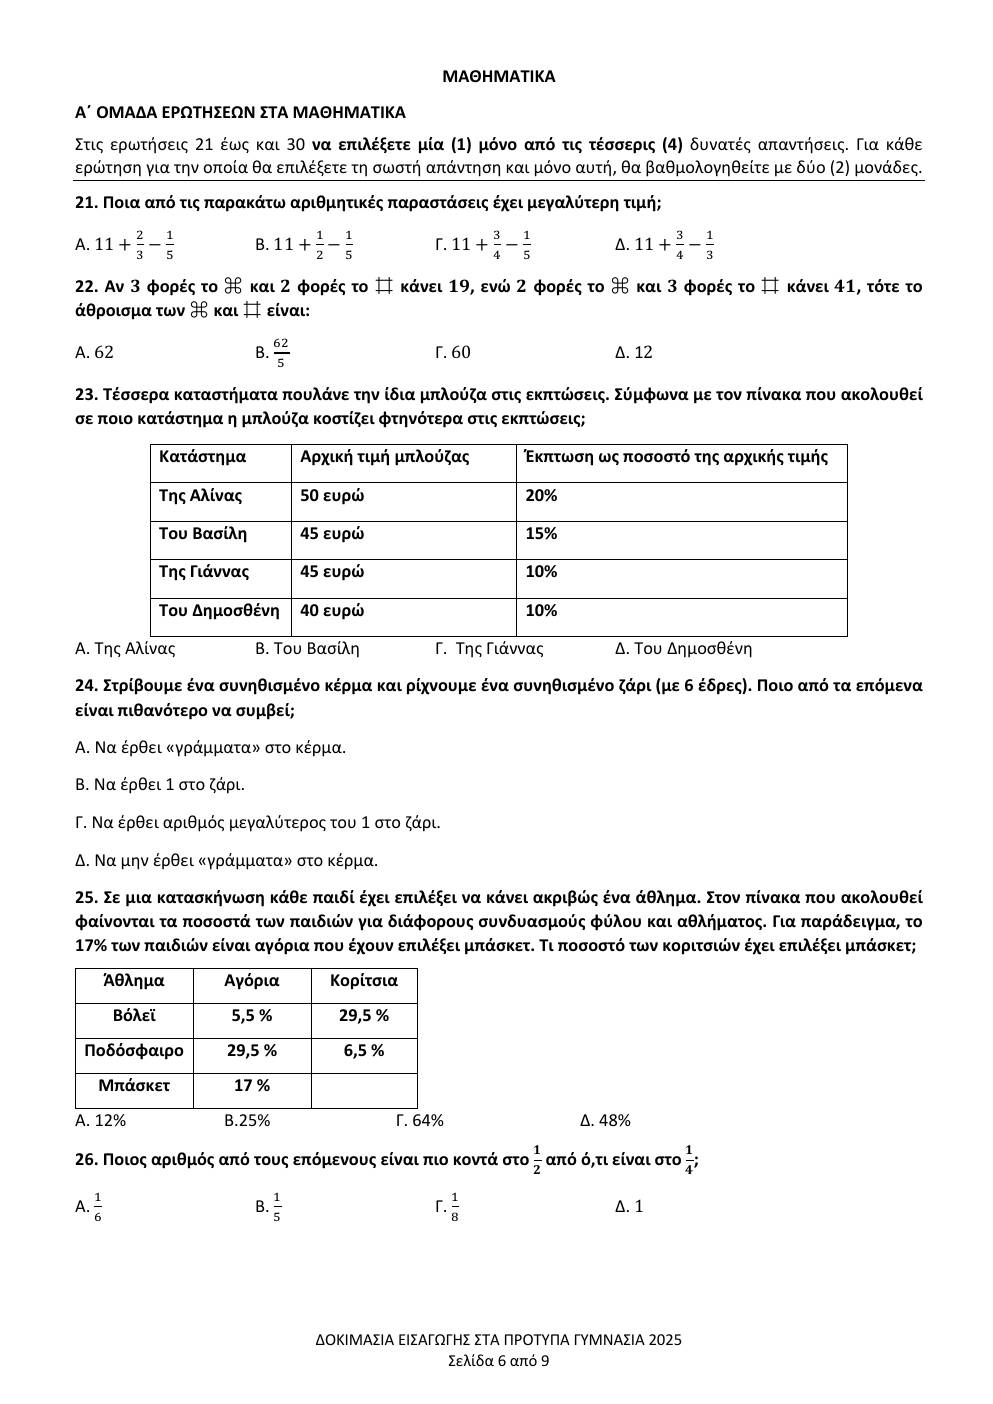 ΜΑΘΗΜΑΤΙΚΑ
Α΄ ΟΜΑΔΑ ΕΡΩΤΗΣΕΩΝ ΣΤΑ ΜΑΘΗΜΑΤΙΚΑ
Στις ερωτήσεις 21 έως και 30 να επιλέξετε μία (1) μόνο από τις τέσσερις (4) δυνατές απαντήσεις. Για κάθε
ερώτηση για την οποία θα επιλέξετε τη σωστή απάντηση και μόνο αυτή, θα βαθμολογηθείτε με δύο (2) μονάδες.
21. Ποια από τις παρακάτω αριθμητικές παραστάσεις έχει μεγαλύτερη τιμή;
Α. 11 + 2/3 − 1/5 Β. 11 + 1/2 − 1/5 Γ. 11 + 3/4 − 1/5 Δ. 11 + 3/4 − 1/3
22. Αν 3 φορές το ⌘ και 2 φορές το ⌗ κάνει 19, ενώ 2 φορές το ⌘ και 3 φορές το ⌗ κάνει 41, τότε το
άθροισμα των ⌘ και ⌗ είναι:
Α. 62 Β. 62/5 Γ. 60 Δ. 12
23. Τέσσερα καταστήματα πουλάνε την ίδια μπλούζα στις εκπτώσεις. Σύμφωνα με τον πίνακα που ακολουθεί
σε ποιο κατάστημα η μπλούζα κοστίζει φτηνότερα στις εκπτώσεις;
Κατάστημα Αρχική τιμή μπλούζας Έκπτωση ως ποσοστό της αρχικής τιμής
Της Αλίνας 50 ευρώ 20%
Του Βασίλη 45 ευρώ 15%
Της Γιάννας 45 ευρώ 10%
Του Δημοσθένη 40 ευρώ 10%
Α. Της Αλίνας Β. Του Βασίλη Γ. Της Γιάννας Δ. Του Δημοσθένη
24. Στρίβουμε ένα συνηθισμένο κέρμα και ρίχνουμε ένα συνηθισμένο ζάρι (με 6 έδρες). Ποιο από τα επόμενα
είναι πιθανότερο να συμβεί;
Α. Να έρθει «γράμματα» στο κέρμα.
Β. Να έρθει 1 στο ζάρι.
Γ. Να έρθει αριθμός μεγαλύτερος του 1 στο ζάρι.
Δ. Να μην έρθει «γράμματα» στο κέρμα.
25. Σε μια κατασκήνωση κάθε παιδί έχει επιλέξει να κάνει ακριβώς ένα άθλημα. Στον πίνακα που ακολουθεί
φαίνονται τα ποσοστά των παιδιών για διάφορους συνδυασμούς φύλου και αθλήματος. Για παράδειγμα, το
17% των παιδιών είναι αγόρια που έχουν επιλέξει μπάσκετ. Τι ποσοστό των κοριτσιών έχει επιλέξει μπάσκετ;
Άθλημα Αγόρια Κορίτσια
Βόλεϊ 5,5 % 29,5 %
Ποδόσφαιρο 29,5 % 6,5 %
Μπάσκετ 17 %
Α. 12% Β.25% Γ. 64% Δ. 48%
26. Ποιος αριθμός από τους επόμενους είναι πιο κοντά στο 1/2 από ό,τι είναι στο 1/4;
Α. 1/6 Β. 1/5 Γ. 1/8 Δ. 1
ΔΟΚΙΜΑΣΙΑ ΕΙΣΑΓΩΓΗΣ ΣΤΑ ΠΡΟΤΥΠΑ ΓΥΜΝΑΣΙΑ 2025
Σελίδα 6 από 9